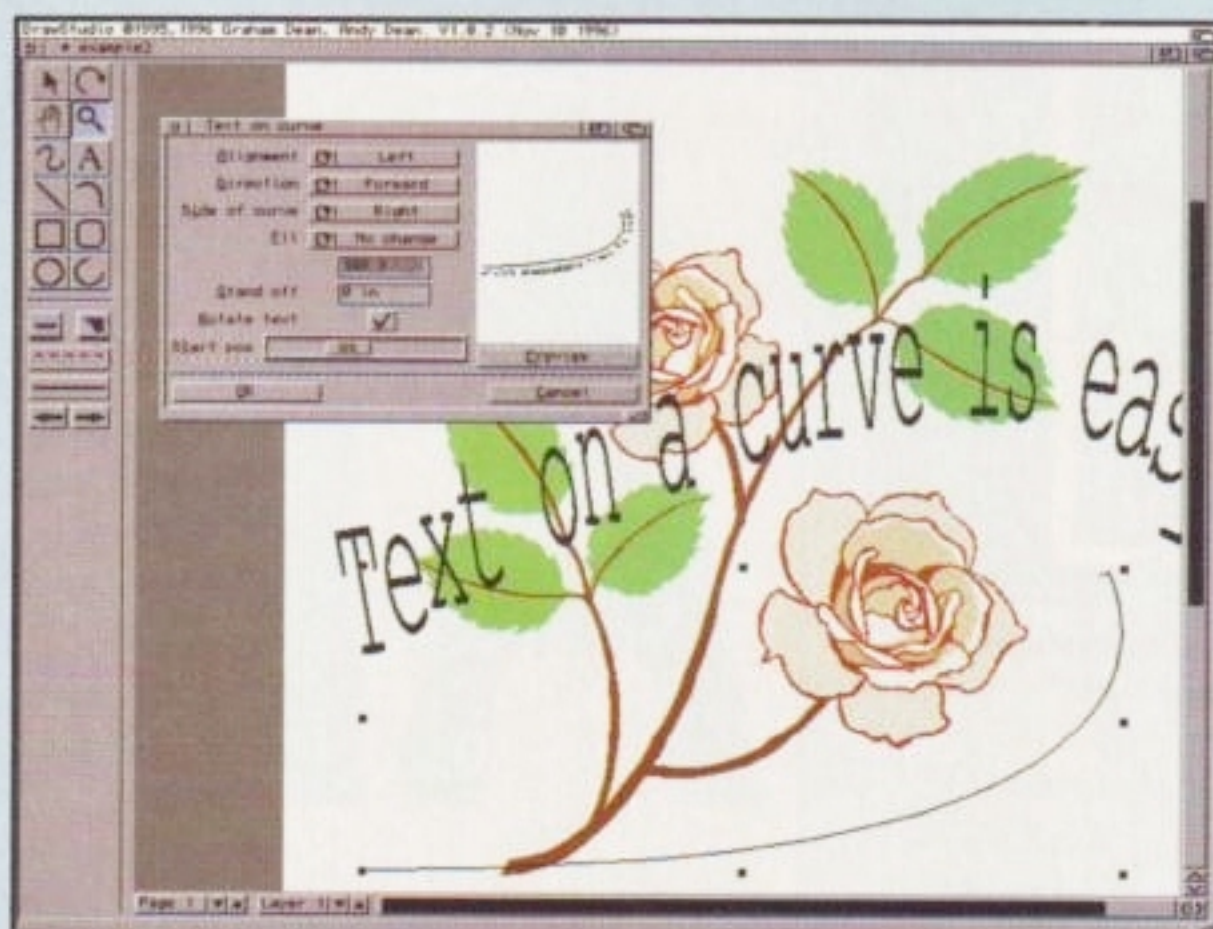 DrawStudio ©1995,1996 Graham Dean, Andy Dean. V1.0.2 (Nov 10 1996)
* example2
Text on curve
Alignment Left
Direction Forward
Side of curve Right
Fit No change
Stand off 0 in
Rotate text
Start pos
Preview
Ok Cancel
Text on a curve is eas
Page 1 Layer 1